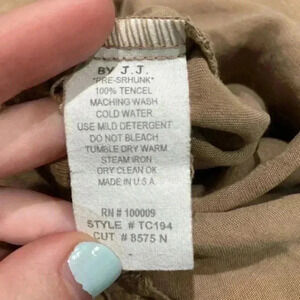 BY J.J.
"PRE-SRHUNK"
100% TENCEL
MACHING WASH
COLD WATER
USE MILD DETERGENT
DO NOT BLEACH
TUMBLE DRY WARM
STEAM IRON
DRY CLEAN OK
MADE IN U.S.A
RN # 100009
STYLE # TC194
CUT # 8575 N